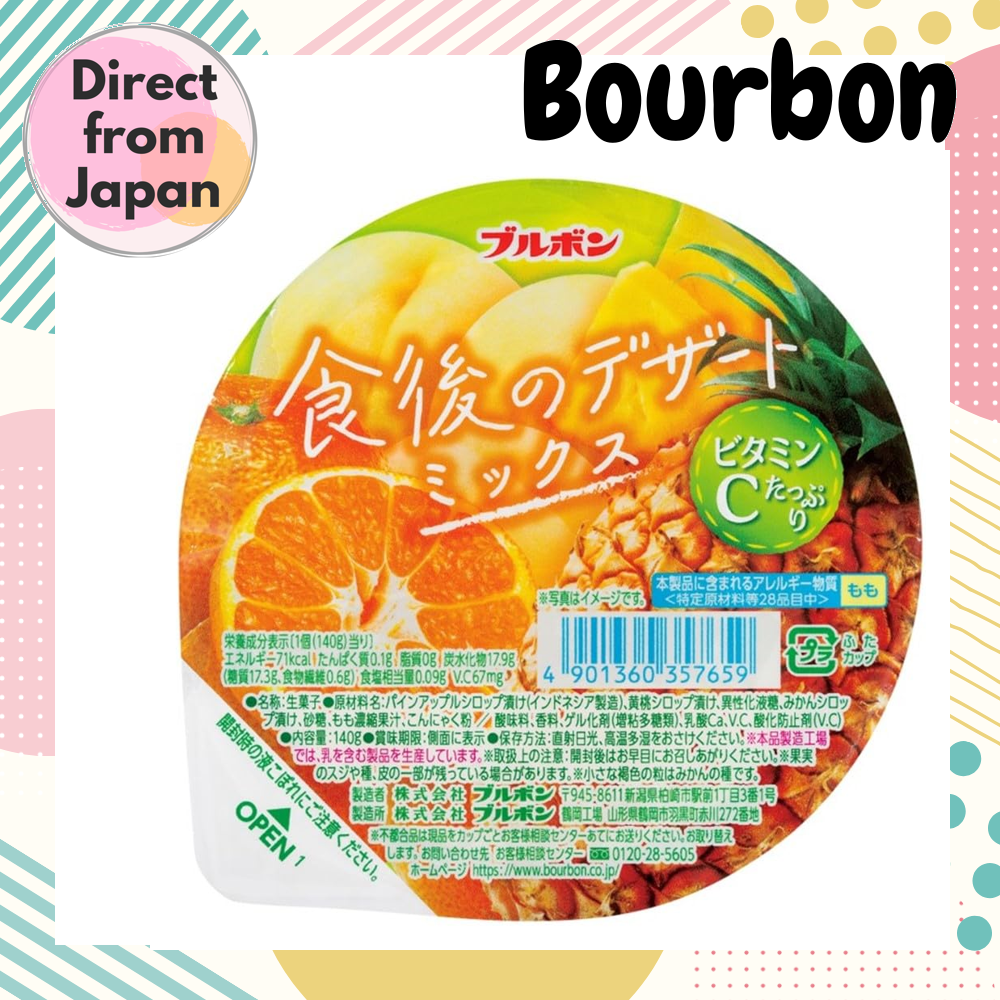 Direct
from
Japan
Bourbon
ブルボン
食後のデザート
ミックス
ビタミン
Cたっぷり
本製品に含まれるアレルギー物質
<特定原材料等28品目中>
もも
※写真はイメージです。
4 901360 357659
プラ
ふた
カップ
栄養成分表示[1個(140g)当り]
エネルギー71kcal たんぱく質0.1g 脂質0g 炭水化物17.9g
(糖質17.3g、食物繊維0.6g) 食塩相当量0.09g V.C67mg
●名称:生菓子●原材料名:パインアップルシロップ漬け(インドネシア製造)、黄桃シロップ漬け、異性化液糖、みかんシロッ
プ漬け、砂糖、もも濃縮果汁、こんにゃく粉/酸味料、香料、ゲル化剤(増粘多糖類)、乳酸Ca、V.C、酸化防止剤(V.C)
●内容量:140g●賞味期限:側面に表示●保存方法:直射日光、高温多湿をおさけください。※本品製造工場
では、乳を含む製品を生産しています。※取扱上の注意:開封後はお早目にお召しあがりください。※果実
のスジや種、皮の一部が残っている場合があります。※小さな褐色の粒はみかんの種です。
製造者 株式会社 ブルボン 〒945-8611新潟県柏崎市駅前1丁目3番1号
製造所 株式会社 ブルボン 鶴岡工場 山形県鶴岡市羽黒町赤川272番地
※不都合品は現品をカップごとお客様相談センターあてにお送りください。お取り替え
します。お問い合わせ先 お客様相談センター 0120-28-5605
ホームページ https://www.bourbon.co.jp/
開封時の液こぼれにご注意ください。
OPEN 1